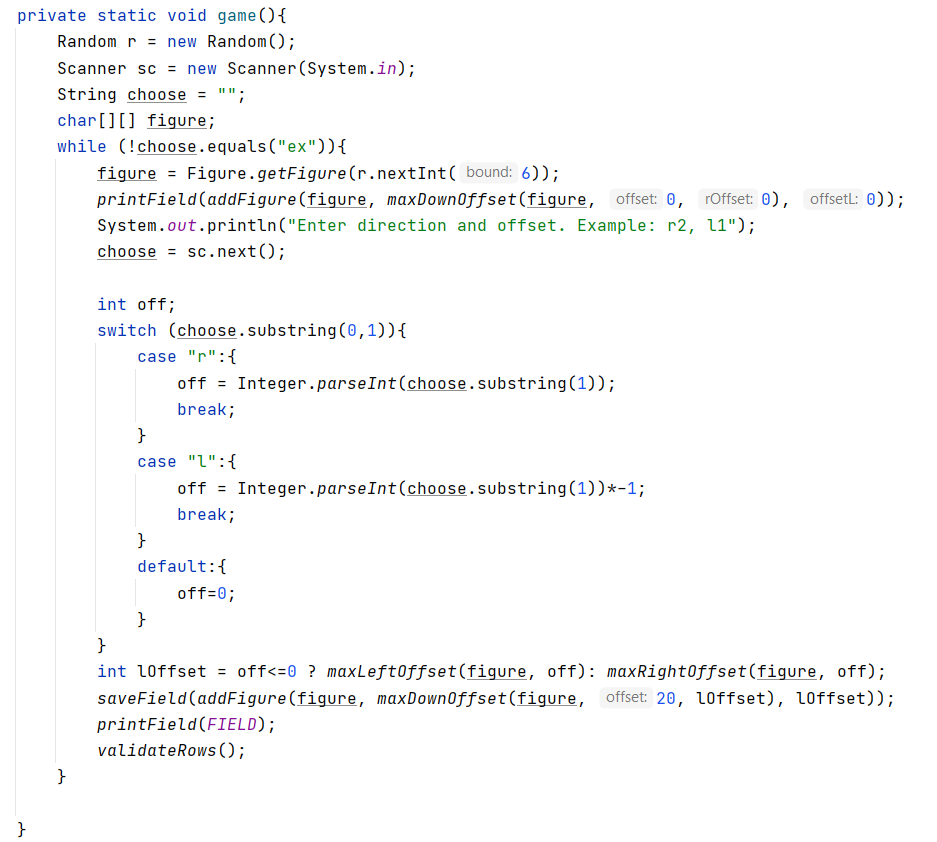 private static void game(){
    Random r = new Random();
    Scanner sc = new Scanner(System.in);
    String choose = "";
    char[][] figure;
    while (!choose.equals("ex")){
        figure = Figure.getFigure(r.nextInt( bound: 6));
        printField(addFigure(figure, maxDownOffset(figure, offset: 0, rOffset: 0), offsetL: 0));
        System.out.println("Enter direction and offset. Example: r2, l1");
        choose = sc.next();

        int off;
        switch (choose.substring(0,1)){
            case "r":{
                off = Integer.parseInt(choose.substring(1));
                break;
            }
            case "l":{
                off = Integer.parseInt(choose.substring(1))*-1;
                break;
            }
            default:{
                off=0;
            }
        }
        int lOffset = off<=0 ? maxLeftOffset(figure, off): maxRightOffset(figure, off);
        saveField(addFigure(figure, maxDownOffset(figure, offset: 20, lOffset), lOffset));
        printField(FIELD);
        validateRows();
    }

}